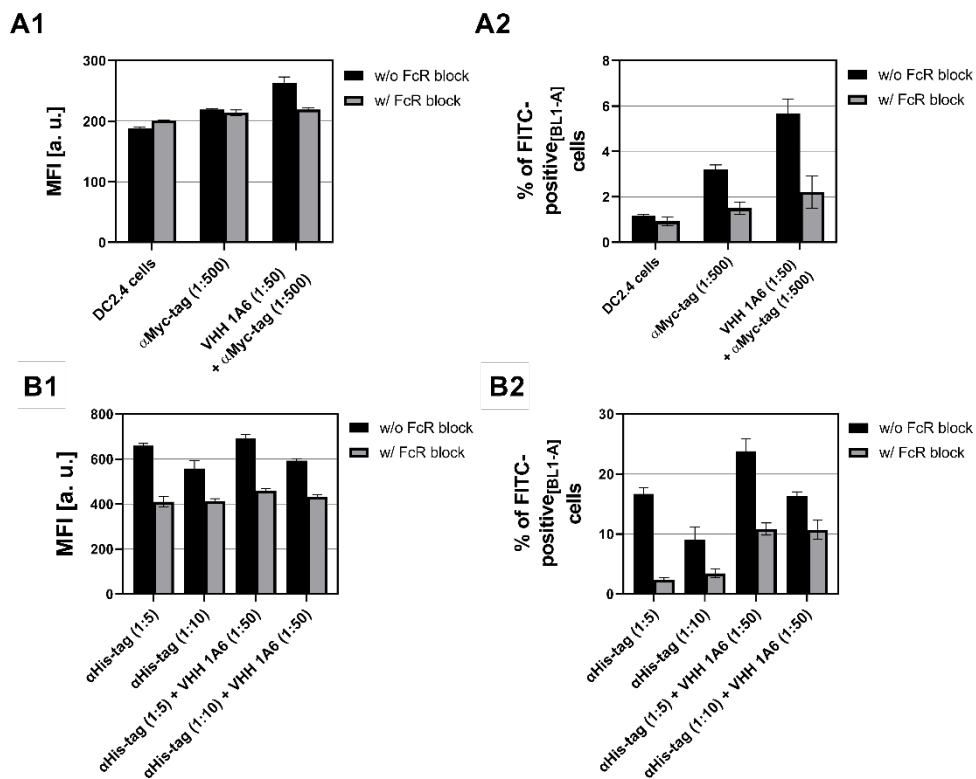 A1
MFI [a. u.]
300
200
100
0
DC2.4 cells
αMyc-tag (1:500)
VHH 1A6 (1:50)
+ αMyc-tag (1:500)
w/o FcR block
w/ FcR block
A2
% of FITC-
positive[BL1-A]
cells
8
6
4
2
0
DC2.4 cells
αMyc-tag (1:500)
VHH 1A6 (1:50)
+ αMyc-tag (1:500)
w/o FcR block
w/ FcR block
B1
MFI [a. u.]
800
600
400
200
0
αHis-tag (1:5)
αHis-tag (1:10)
αHis-tag (1:5) + VHH 1A6 (1:50)
αHis-tag (1:10) + VHH 1A6 (1:50)
w/o FcR block
w/ FcR block
B2
% of FITC-
positive[BL1-A]
cells
30
20
10
0
αHis-tag (1:5)
αHis-tag (1:10)
αHis-tag (1:5) + VHH 1A6 (1:50)
αHis-tag (1:10) + VHH 1A6 (1:50)
w/o FcR block
w/ FcR block